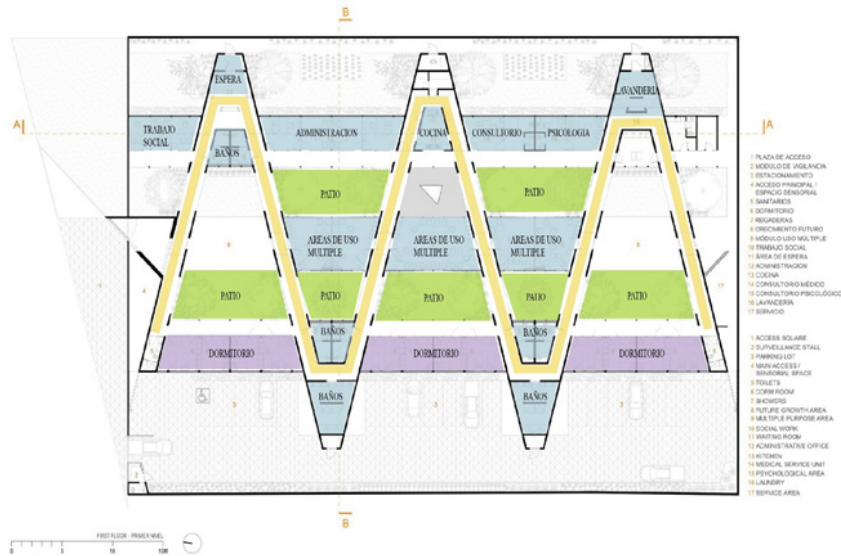 B
A
A
ESPERA
LAVANDERIA
TRABAJO
SOCIAL
ADMINISTRACION
COCINA
CONSULTORIO
PSICOLOGIA
BAÑOS
PATIO
PATIO
AREAS DE USO
MULTIPLE
AREAS DE USO
MULTIPLE
AREAS DE USO
MULTIPLE
PATIO
PATIO
PATIO
PATIO
PATIO
BAÑOS
BAÑOS
DORMITORIO
DORMITORIO
DORMITORIO
BAÑOS
BAÑOS
B
1 PLAZA DE ACCESO
2 MODULO DE VIGILANCIA
3 ESTACIONAMIENTO
4 ACCESO PRINCIPAL /
ESPACIO SENSORIAL
5 SANITARIOS
6 DORMITORIO
7 REGADERAS
8 CRECIMIENTO FUTURO
9 MÓDULO USO MÚLTIPLE
10 TRABAJO SOCIAL
11 ÁREA DE ESPERA
12 ADMINISTRACIÓN
13 COCINA
14 CONSULTORIO MÉDICO
15 CONSULTORIO PSICOLÓGICO
16 LAVANDERÍA
17 SERVICIO
1 ACCESS SQUARE
2 SURVEILLANCE STALL
3 PARKING LOT
4 MAIN ACCESS /
SENSORIAL SPACE
5 TOILETS
6 DORM ROOM
7 SHOWERS
8 FUTURE GROWTH AREA
9 MULTIPLE PURPOSE AREA
10 SOCIAL WORK
11 WAITING ROOM
12 ADMINISTRATIVE OFFICE
13 KITCHEN
14 MEDICAL SERVICE UNIT
15 PSYCHOLOGICAL AREA
16 LAUNDRY
17 SERVICE AREA
FIRST FLOOR - PRIMER NIVEL